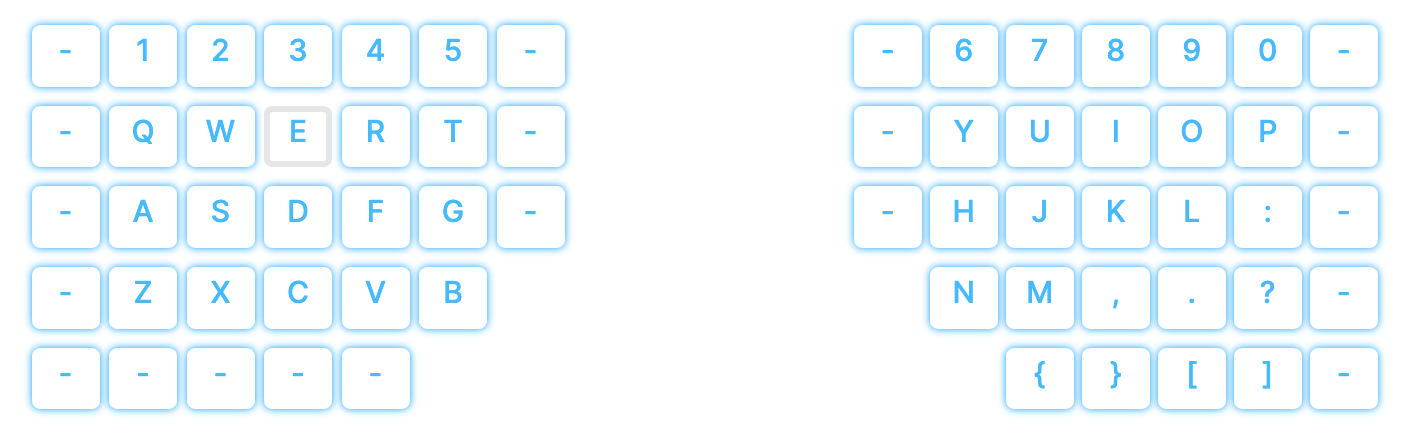 - 1 2 3 4 5 - - 6 7 8 9 0 -
- Q W E R T - - Y U I O P -
- A S D F G - - H J K L : -
- Z X C V B N M , . ? -
- - - - - { } [ ] -